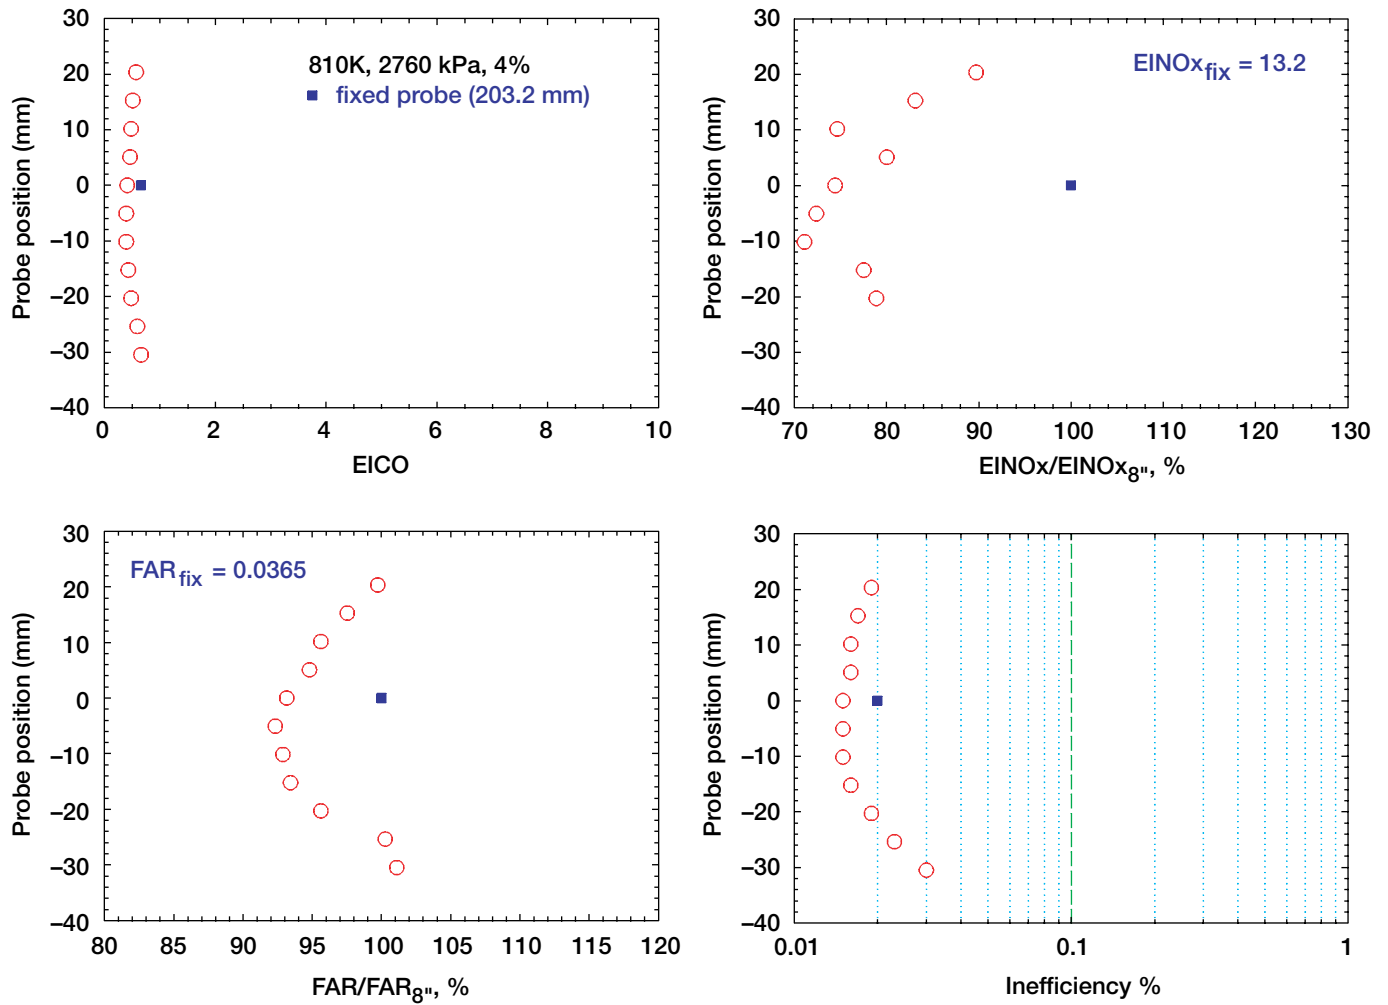 30
20
10
0
–10
–20
–30
–40
Probe position (mm)
810K, 2760 kPa, 4%
fixed probe (203.2 mm)
0 2 4 6 8 10
EICO
30
20
10
0
–10
–20
–30
–40
Probe position (mm)
EINOxfix = 13.2
70 80 90 100 110 120 130
EINOx/EINOx8", %
30
20
10
0
–10
–20
–30
–40
Probe position (mm)
FARfix = 0.0365
80 85 90 95 100 105 110 115 120
FAR/FAR8", %
30
20
10
0
–10
–20
–30
–40
Probe position (mm)
0.01 0.1 1
Inefficiency %